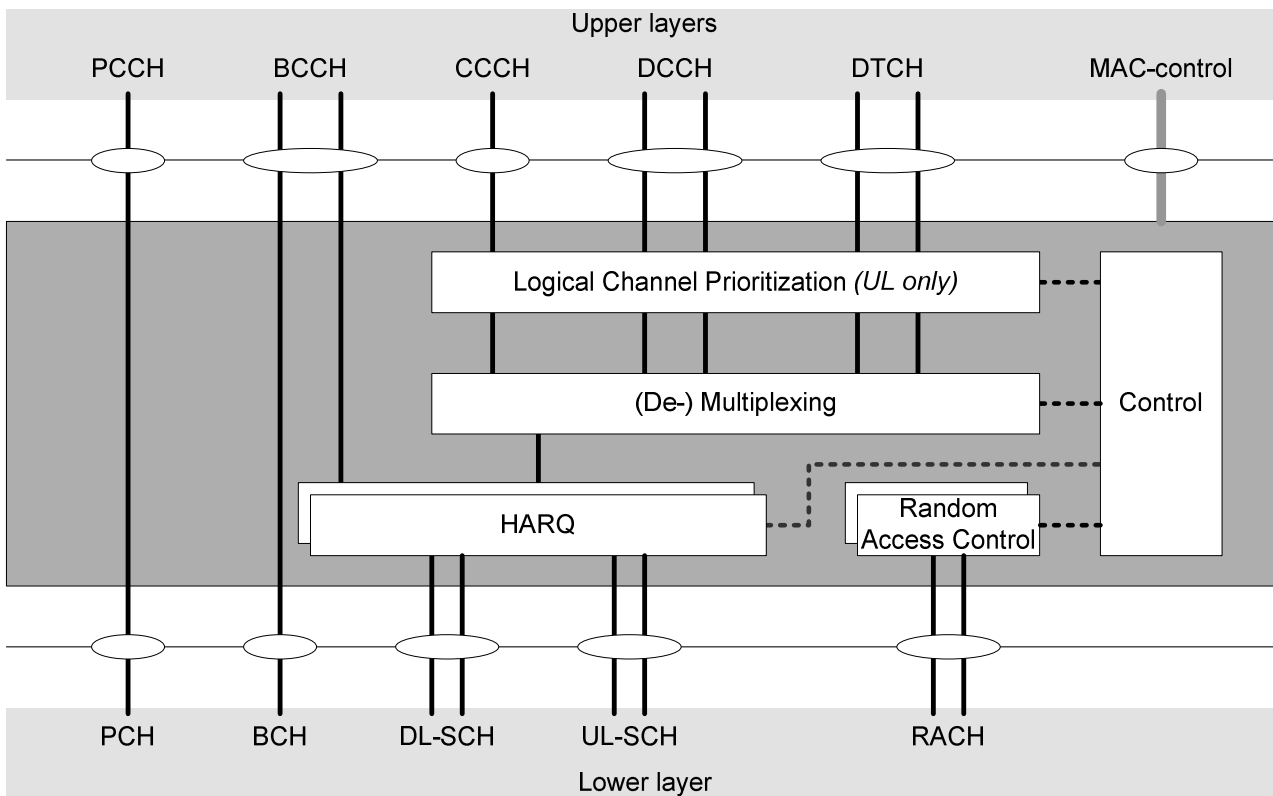 Upper layers
PCCH BCCH CCCH DCCH DTCH MAC-control
Logical Channel Prioritization (UL only)
(De-) Multiplexing
Control
HARQ
Random
Access Control
PCH BCH DL-SCH UL-SCH RACH
Lower layer